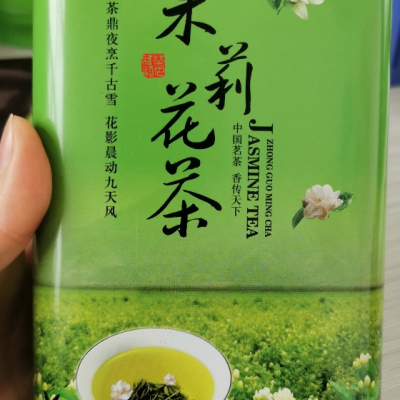 茉莉花茶
JASMINE TEA
ZHONG GUO MING CHA
中国茗茶 香传天下
茶鼎夜烹千古雪 花影晨动九天风